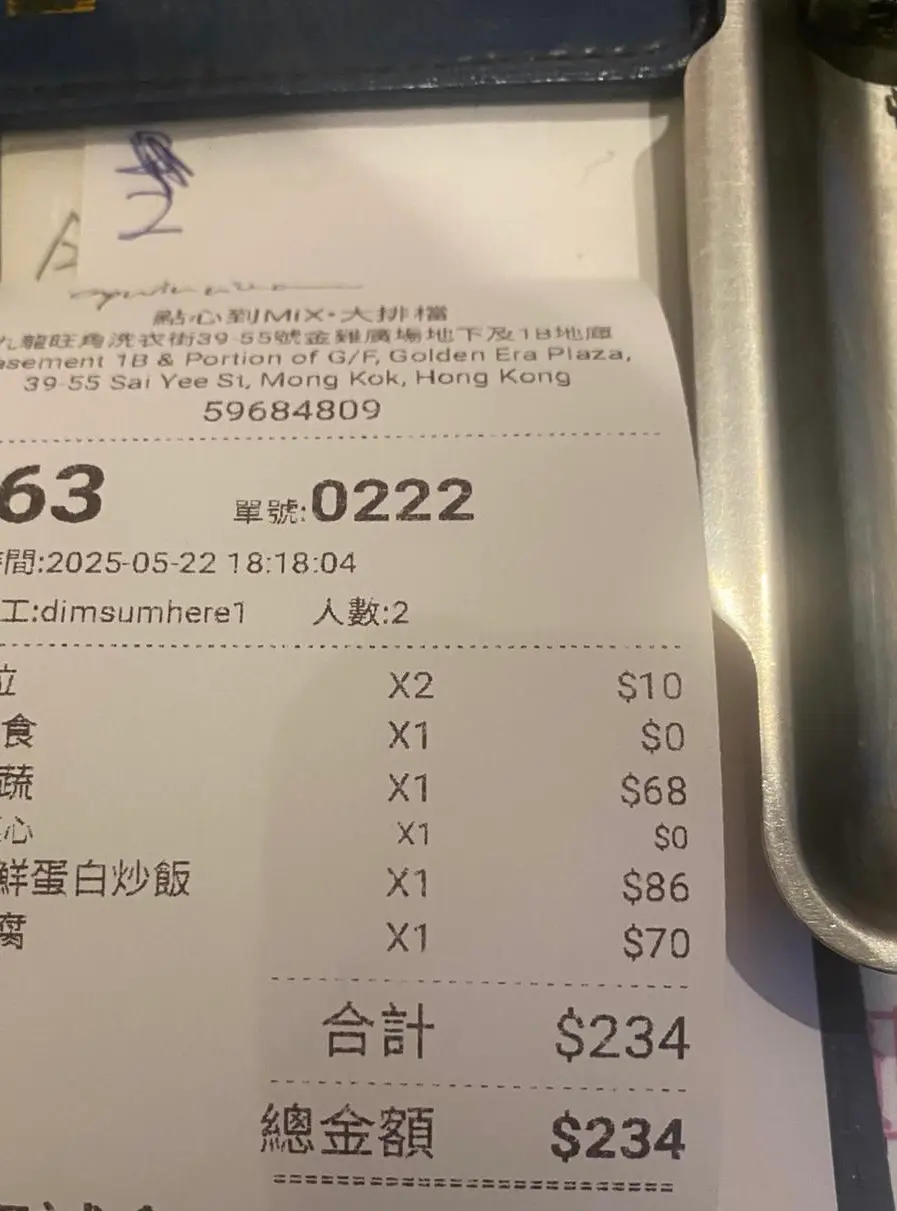 2
點心到MIX·大排檔
九龍旺角洗衣街39-55號金雞廣場地下及1B地庫
asement 1B & Portion of G/F, Golden Era Plaza,
39-55 Sai Yee St, Mong Kok, Hong Kong
59684809
63 單號:0222
時間:2025-05-22 18:18:04
工:dimsumhere1 人數:2
位 X2 $10
食 X1 $0
蔬 X1 $68
心 X1 $0
鮮蛋白炒飯 X1 $86
腐 X1 $70
合計 $234
總金額 $234